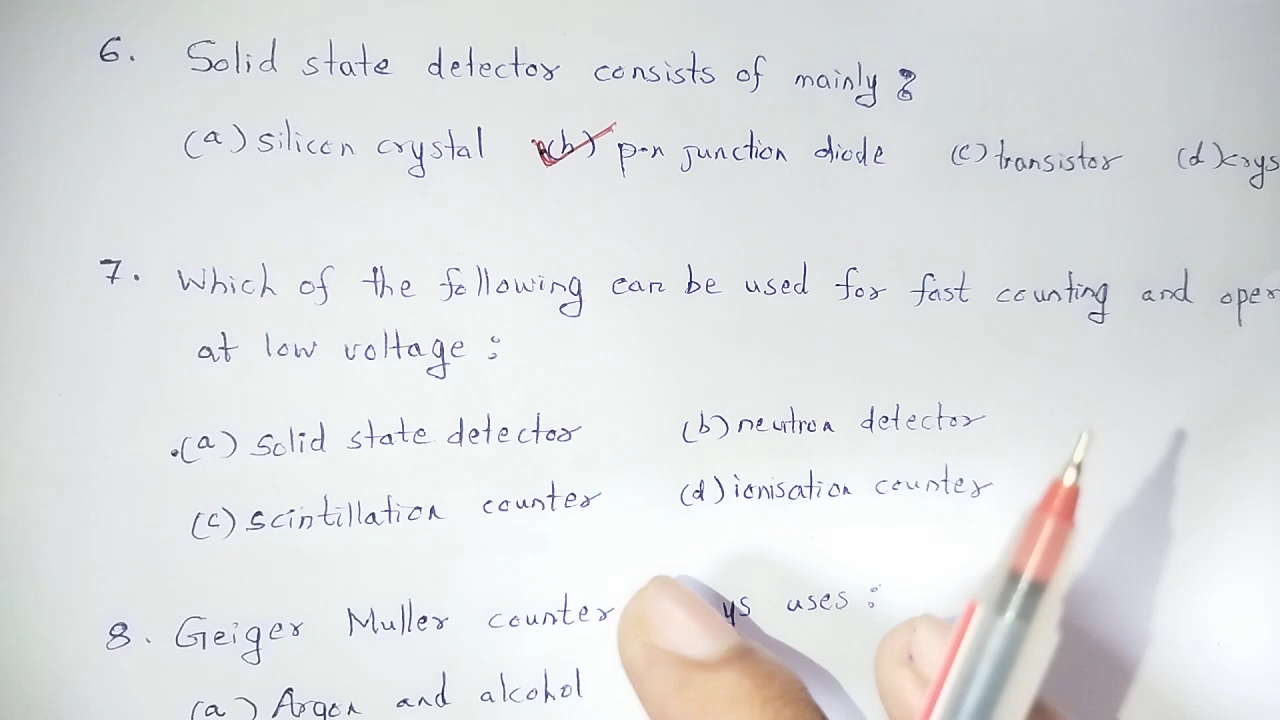 6. Solid state detector consists of mainly :
(a) silicon crystal (b) p-n junction diode (c) transistor (d)
7. Which of the following can be used for fast counting and
at low voltage :
(a) solid state detector (b) neutron detector
(c) scintillation counter (d) ionisation counter
8. Geiger Muller counter uses :
(a) Argon and alcohol